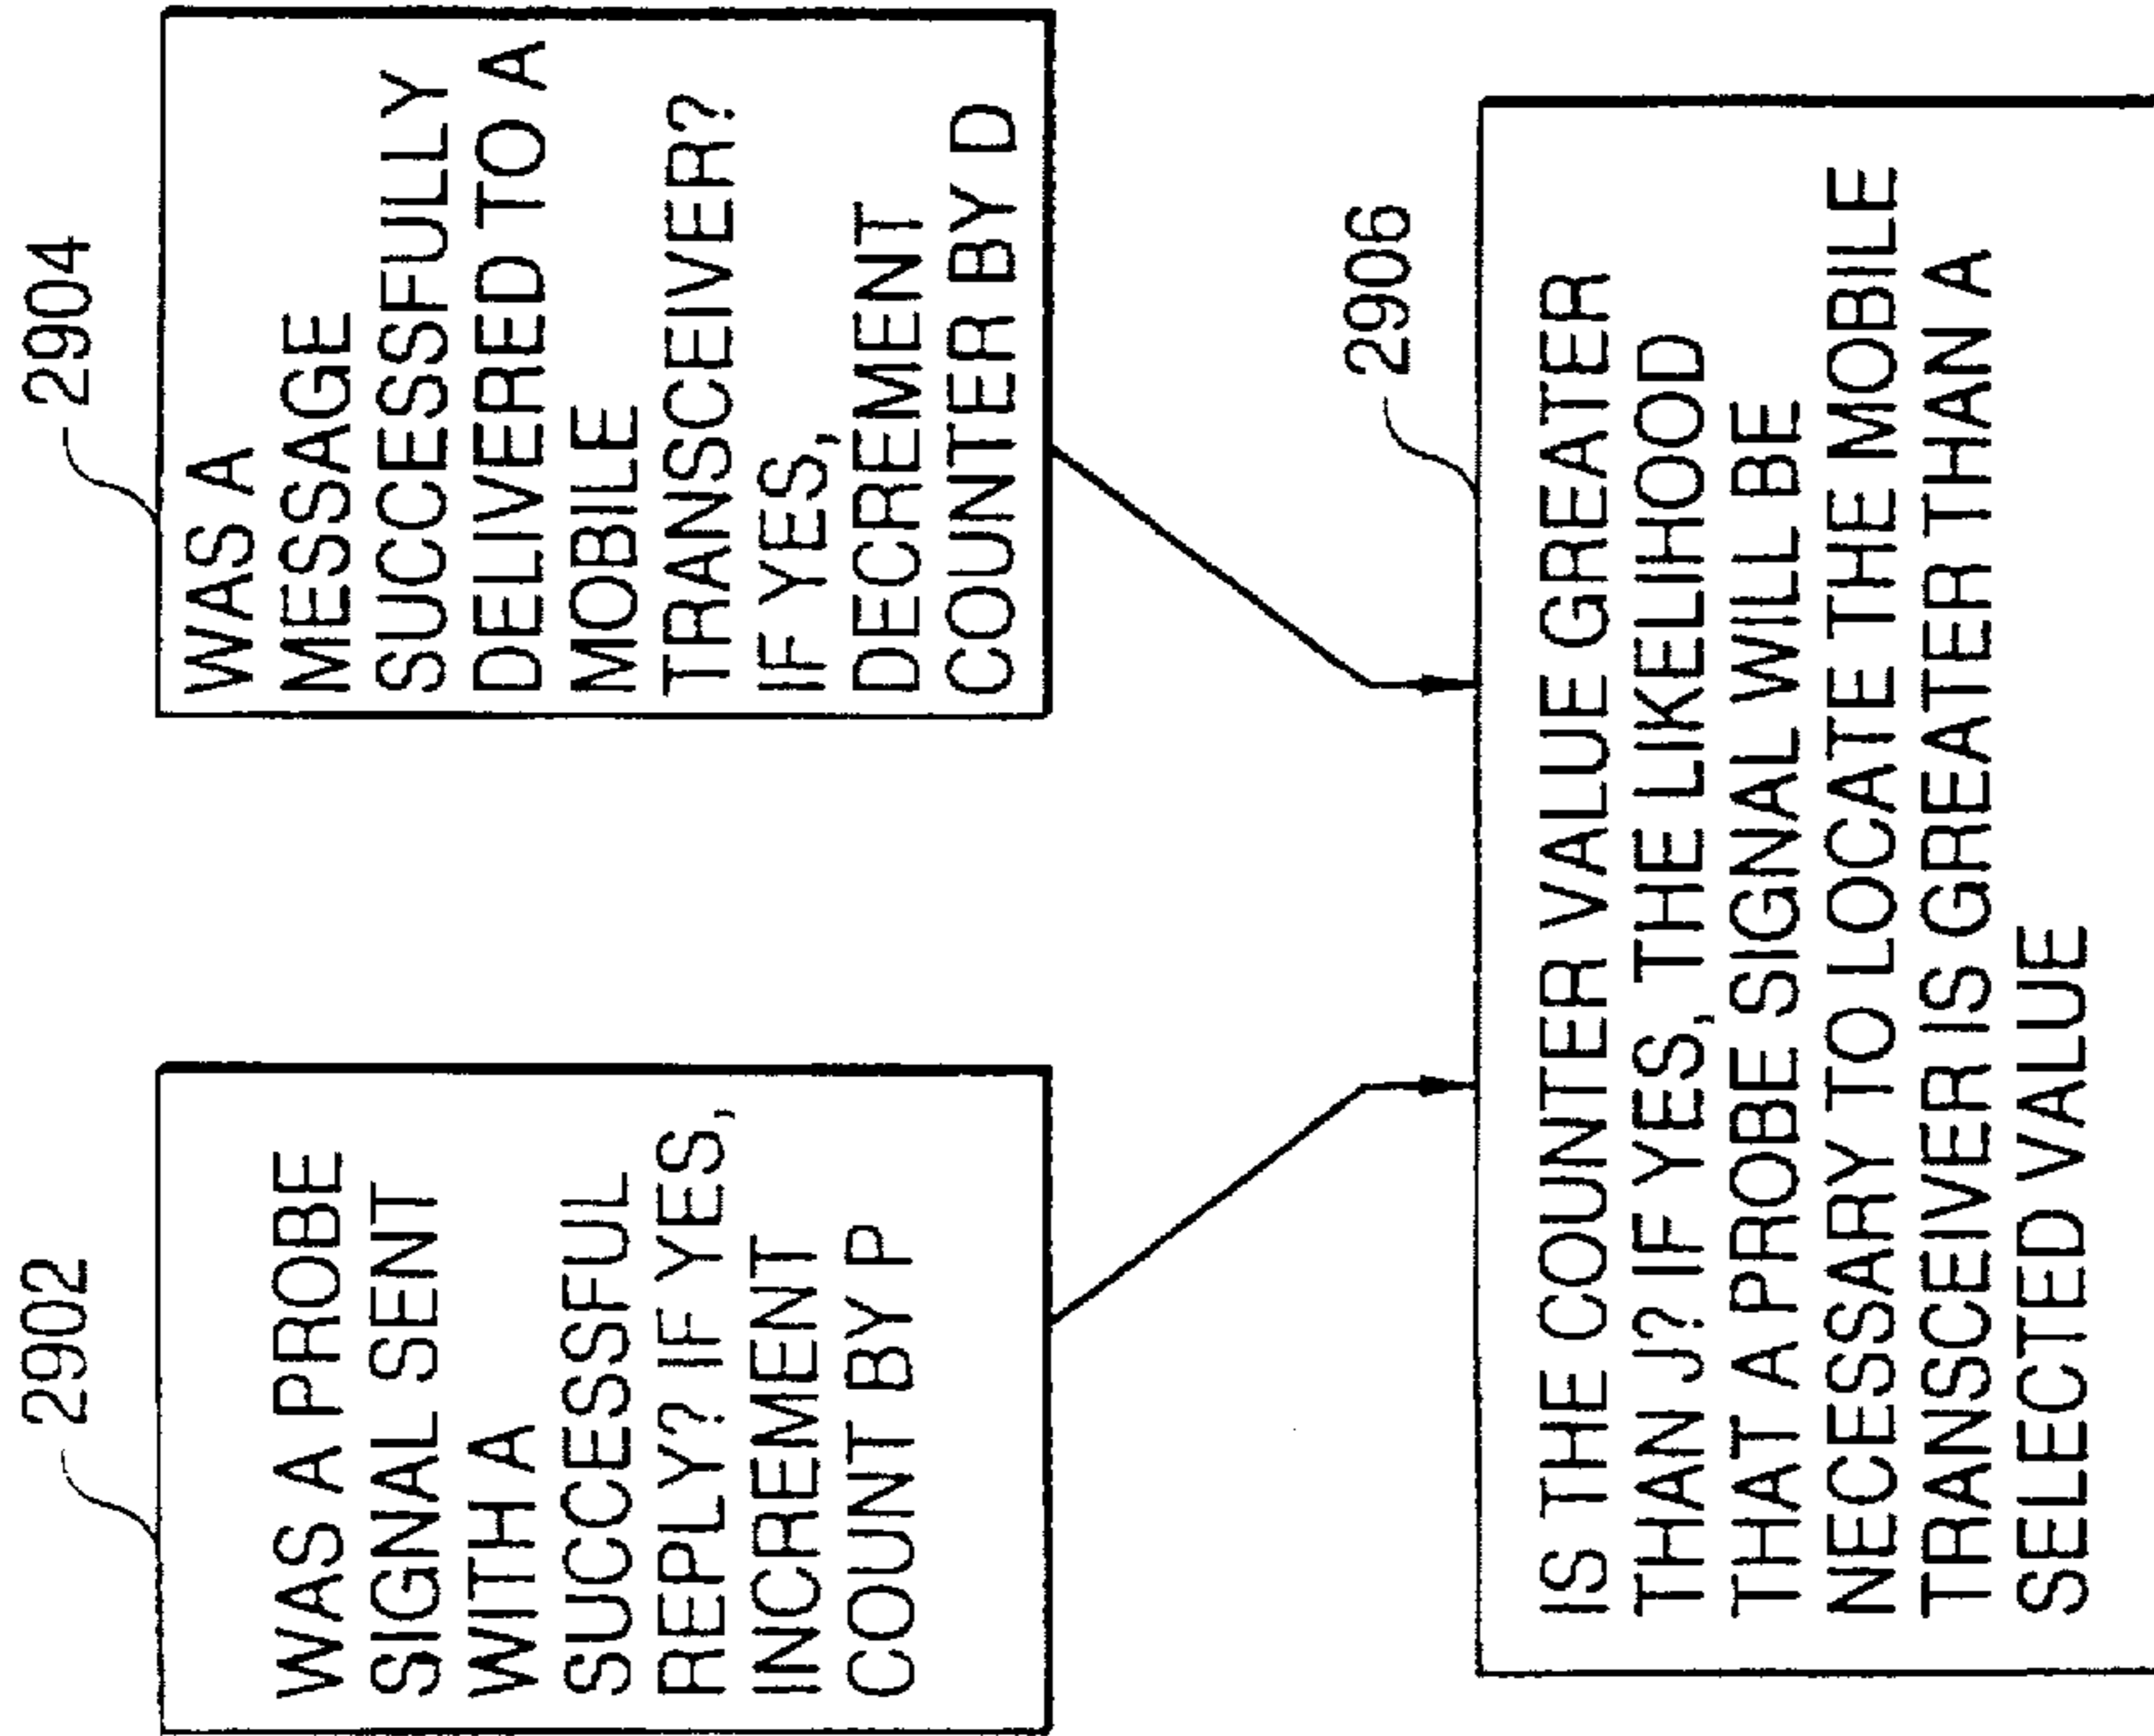 2902
WAS A PROBE
SIGNAL SENT
WITH A
SUCCESSFUL
REPLY? IF YES,
INCREMENT
COUNT BY P
2904
WAS A
MESSAGE
SUCCESSFULLY
DELIVERED TO A
MOBILE
TRANSCEIVER?
IF YES,
DECREMENT
COUNTER BY D
2906
IS THE COUNTER VALUE GREATER
THAN J? IF YES, THE LIKELIHOOD
THAT A PROBE SIGNAL WILL BE
NECESSARY TO LOCATE THE MOBILE
TRANSCEIVER IS GREATER THAN A
SELECTED VALUE